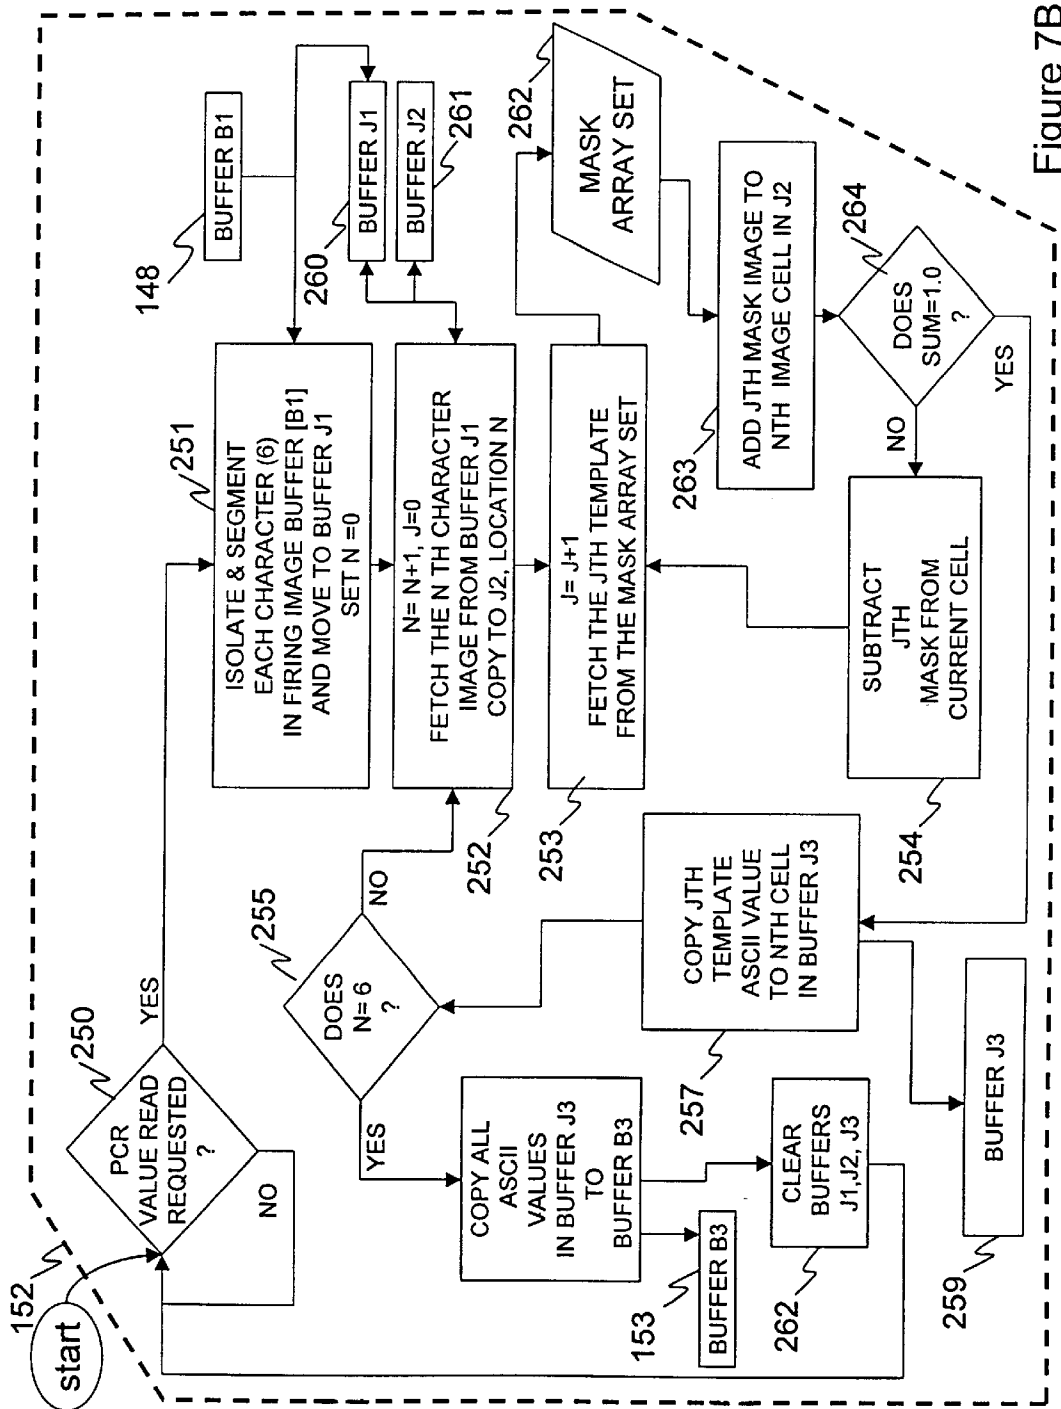 152
start
PCR
VALUE READ
REQUESTED
?
250
YES
NO
148
BUFFER B1
251
ISOLATE & SEGMENT
EACH CHARACTER (6)
IN FIRING IMAGE BUFFER [B1]
AND MOVE TO BUFFER J1
SET N =0
260
BUFFER J1
BUFFER J2
261
N= N+1, J=0
FETCH THE N TH CHARACTER
IMAGE FROM BUFFER J1
COPY TO J2, LOCATION N
252
J= J+1
FETCH THE JTH TEMPLATE
FROM THE MASK ARRAY SET
253
262
MASK
ARRAY SET
263
ADD JTH MASK IMAGE TO
NTH IMAGE CELL IN J2
264
DOES
SUM=1.0
?
NO
YES
SUBTRACT
JTH
MASK FROM
CURRENT CELL
254
255
DOES
N= 6
?
NO
YES
COPY JTH
TEMPLATE
ASCII VALUE
TO NTH CELL
IN BUFFER J3
257
COPY ALL
ASCII
VALUES
IN BUFFER J3
TO
BUFFER B3
153
BUFFER B3
CLEAR
BUFFERS
J1,J2, J3
262
BUFFER J3
259
Figure 7B